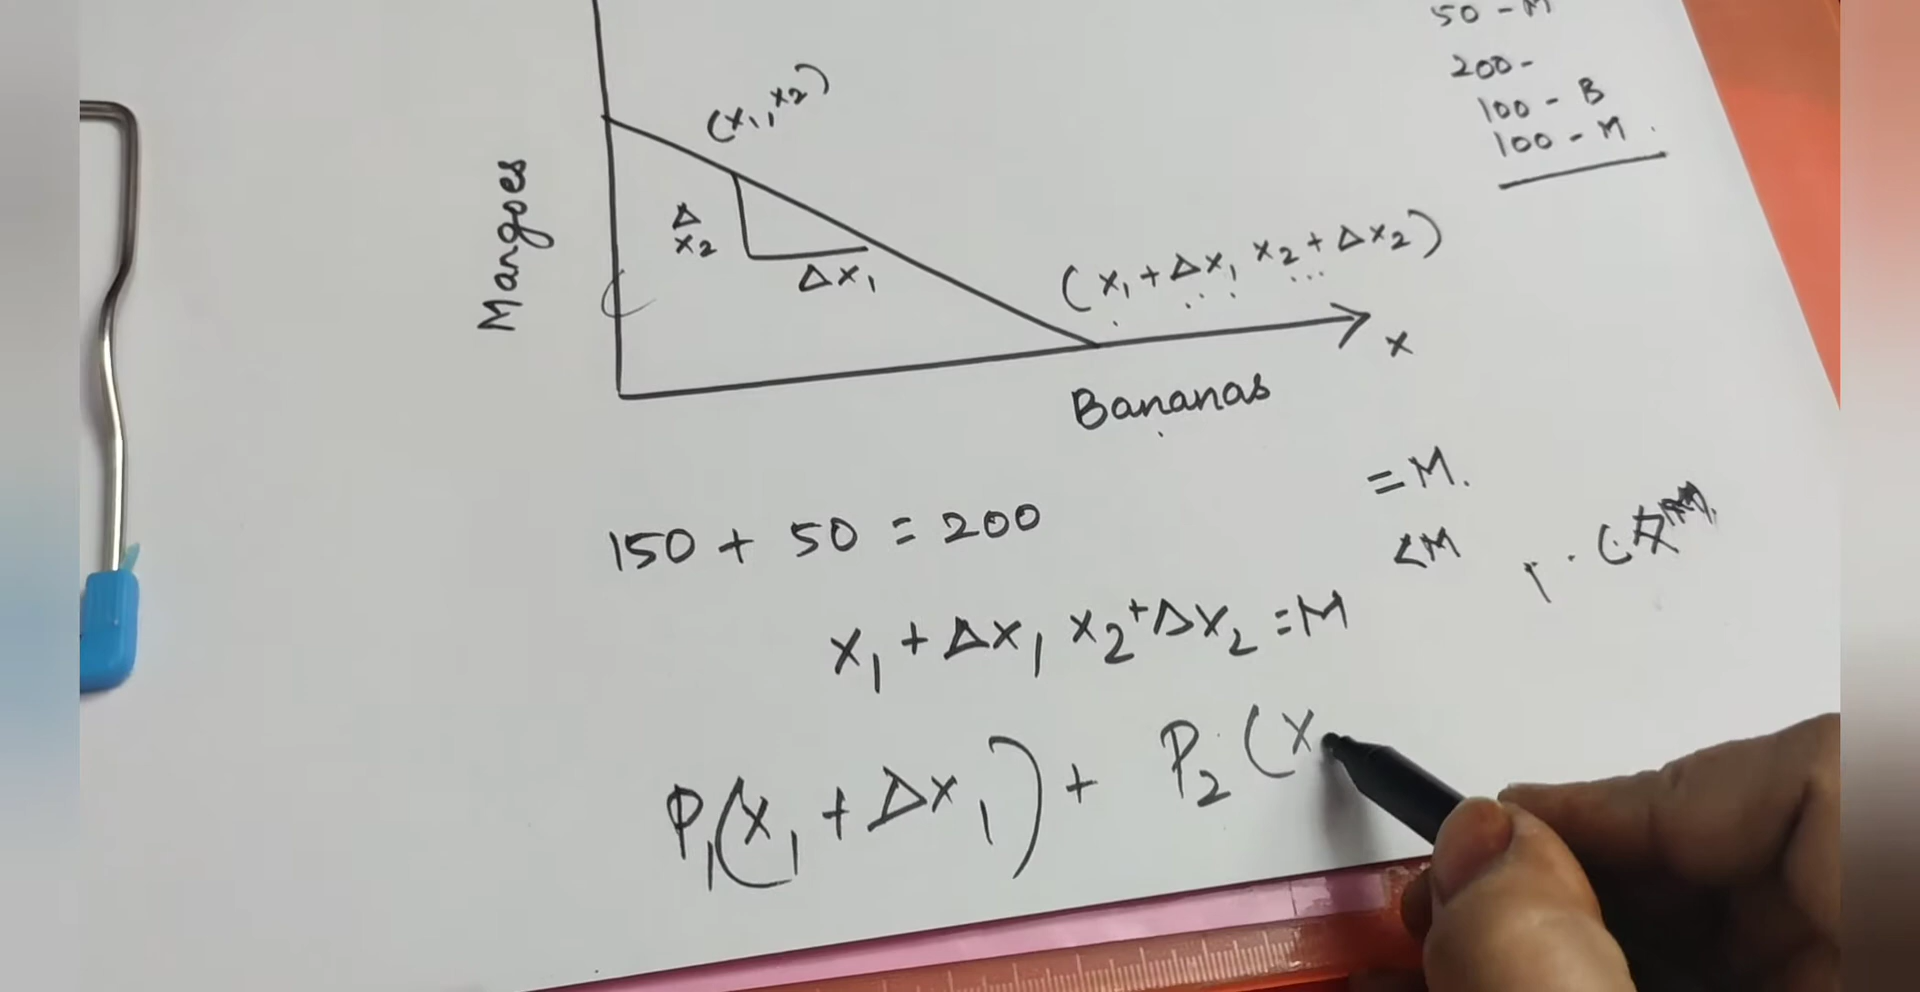 50 - M
200 -
100 - B
100 - M.
(x₁, x₂)
Mangoes
Δ
x₂
Δx₁
(x₁ + Δx₁ x₂ + Δx₂)
x
Bananas
= M.
150 + 50 = 200
< M
x₁ + Δx₁ x₂ + Δx₂ = M
P₁(x₁ + Δx₁) + P₂ (x